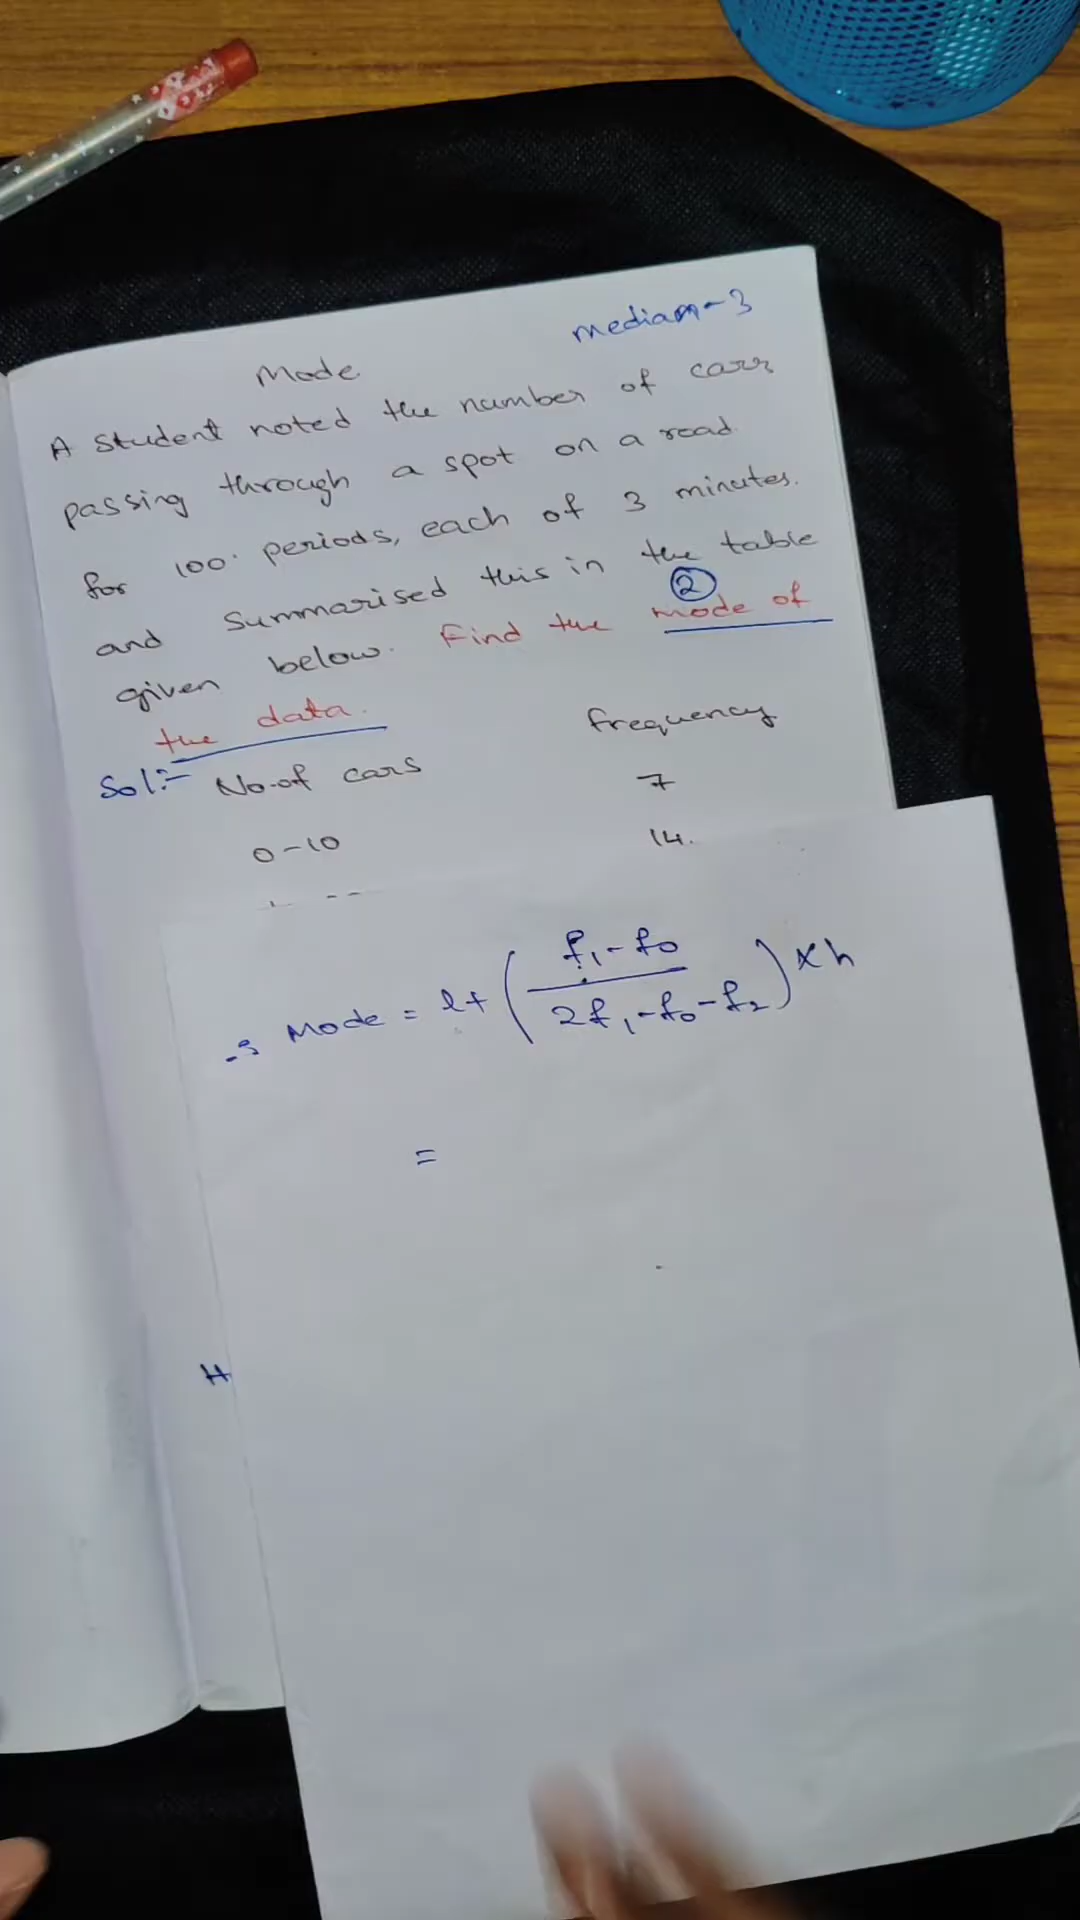 median-3
Mode
A Student noted the number of cars
passing through a spot on a road.
for 100. periods, each of 3 minutes.
and Summarised this in the table
②
given below. Find the mode of
the data.
Sol:- No.of cars frequency
0-10 7
14.
→ Mode = l+ (f₁-f₀ / 2f₁-f₀-f₂) × h
=
H